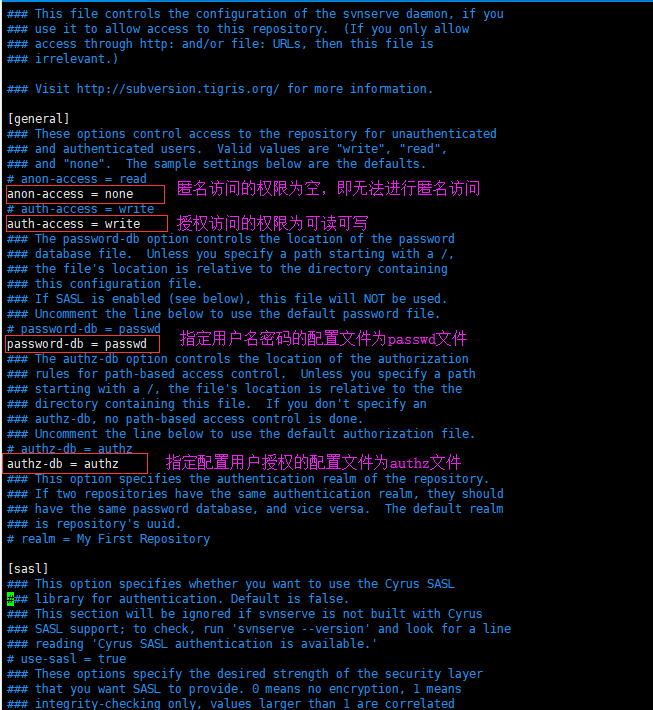 ### This file controls the configuration of the svnserve daemon, if you
### use it to allow access to this repository.  (If you only allow
### access through http: and/or file: URLs, then this file is
### irrelevant.)
### Visit http://subversion.tigris.org/ for more information.
[general]
### These options control access to the repository for unauthenticated
### and authenticated users.  Valid values are "write", "read",
### and "none".  The sample settings below are the defaults.
# anon-access = read
anon-access = none 匿名访问的权限为空，即无法进行匿名访问
# auth-access = write
auth-access = write 授权访问的权限为可读可写
### The password-db option controls the location of the password
### database file.  Unless you specify a path starting with a /,
### the file's location is relative to the directory containing
### this configuration file.
### If SASL is enabled (see below), this file will NOT be used.
### Uncomment the line below to use the default password file.
# password-db = passwd
password-db = passwd 指定用户名密码的配置文件为passwd文件
### The authz-db option controls the location of the authorization
### rules for path-based access control.  Unless you specify a path
### starting with a /, the file's location is relative to the the
### directory containing this file.  If you don't specify an
### authz-db, no path-based access control is done.
### Uncomment the line below to use the default authorization file.
# authz-db = authz
authz-db = authz 指定配置用户授权的配置文件为authz文件
### This option specifies the authentication realm of the repository.
### If two repositories have the same authentication realm, they should
### have the same password database, and vice versa.  The default realm
### is repository's uuid.
# realm = My First Repository
[sasl]
### This option specifies whether you want to use the Cyrus SASL
### library for authentication. Default is false.
### This section will be ignored if svnserve is not built with Cyrus
### SASL support; to check, run 'svnserve --version' and look for a line
### reading 'Cyrus SASL authentication is available.'
# use-sasl = true
### These options specify the desired strength of the security layer
### that you want SASL to provide. 0 means no encryption, 1 means
### integrity-checking only, values larger than 1 are correlated